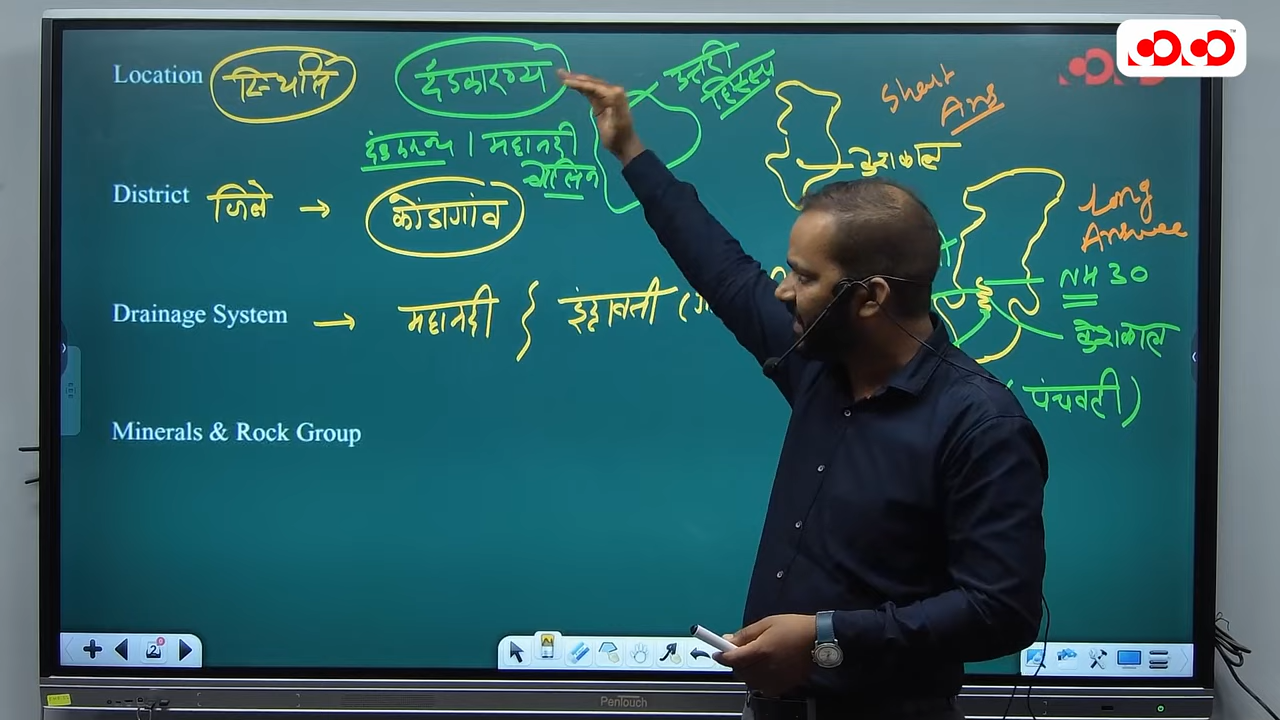 Location स्थिति दंडकारण्य उत्तरी हिस्सा Short Ans
दंडकारण्य | महानदी बेसिन केशकाल
District जिले → कोंडागांव Long Answer
NH 30
Drainage System → महानदी } इंद्रावती (
केशकाल
(पंचवटी)
Minerals & Rock Group
2
PenTouch